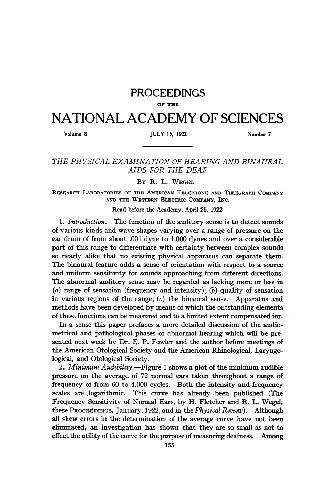 PROCEEDINGS
OF THE
NATIONAL ACADEMY OF SCIENCES
Volume 8 JULY 15, 1922 Number 7
THE PHYSICAL EXAMINATION OF HEARING AND BINAURAL
AIDS FOR THE DEAF
BY R. L. WEGEL
RESEARCH LABORATORIES OF THE AMERICAN TELEPHONE AND TELEGRAPH COMPANY
AND THE WESTERN ELECTRIC COMPANY, INC.
Read before the Academy, April 25, 1922
1. Introduction.—The function of the auditory sense is to detect sounds
of various kinds and wave shapes varying over a range of pressure on the
ear drum of from about .001 dyne to 1,000 dynes and over a considerable
part of this range to differentiate with certainty between complex sounds
so nearly alike that no existing physical apparatus can separate them.
The binaural feature adds a sense of orientation with respect to a source
and uniform sensitivity for sounds approaching from different directions.
The abnormal auditory sense may be regarded as lacking more or less in
(a) range of sensation (frequency and intensity); (b) quality of sensation
in various regions of the range; (c) the binaural sense. Apparatus and
methods have been developed by means of which the outstanding elements
of these functions can be measured and to a limited extent compensated for.
In a sense this paper prefaces a more detailed discussion of the audio-
metrical and pathological phases of abnormal hearing which will be pre-
sented next week by Dr. E. P. Fowler and the author before meetings of
the American Otological Society and the American Rhinological, Laryngo-
logical, and Otological Society.
2. Minimum Audibility.—Figure 1 shows a plot of the minimum audible
pressure on the average of 72 normal ears taken throughout a range of
frequency of from 60 to 4,000 cycles. Both the intensity and frequency
scales are logarithmic. This curve has already been published (The
Frequency Sensitivity of Normal Ears, by H. Fletcher and R. L. Wegel,
these PROCEEDINGS, January, 1922, and in the Physical Review). Although
all show errors in the determination of the average curve have not been
eliminated, an investigation has shown that they are so small as not to
effect the utility of the curve for the purpose of measuring deafness. Among
155